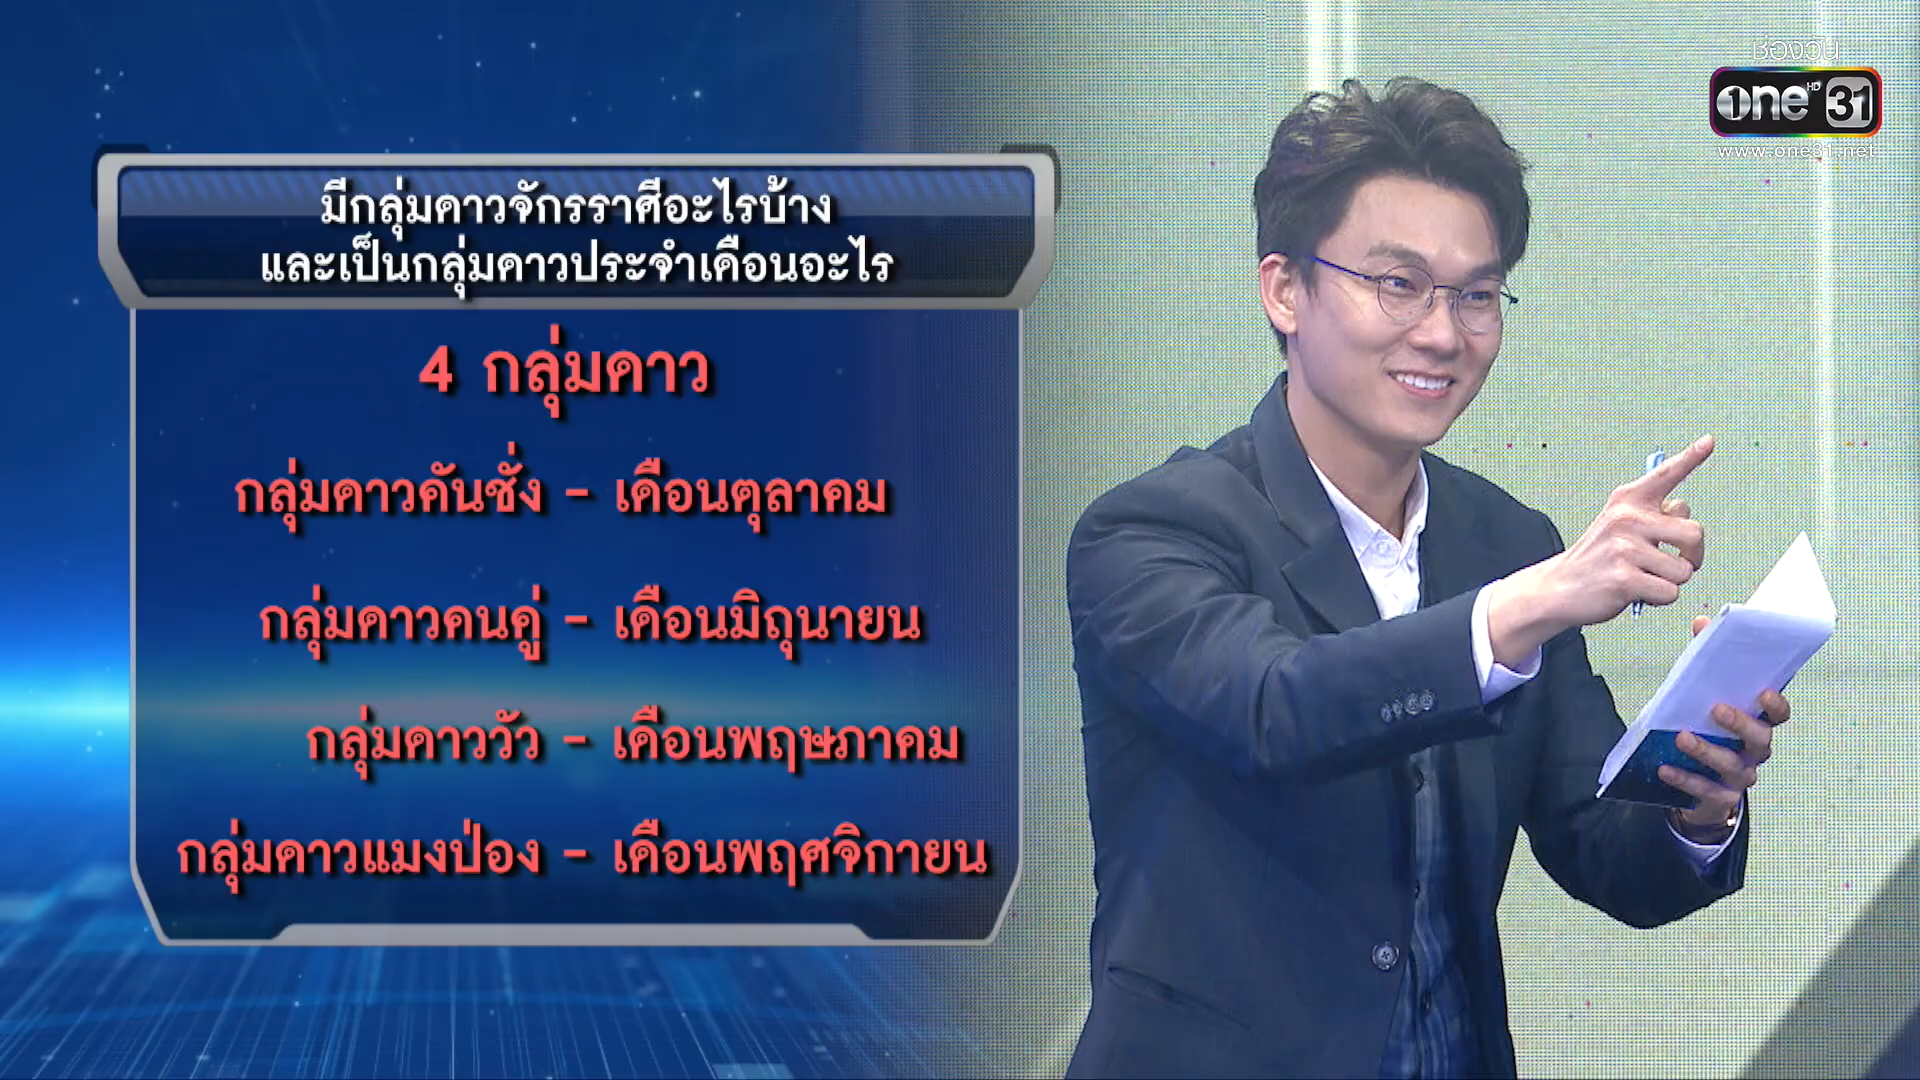 ช่องวัน
one HD 31
www.one31.net
มีกลุ่มดาวจักรราศีอะไรบ้าง
และเป็นกลุ่มดาวประจำเดือนอะไร
4 กลุ่มดาว
กลุ่มดาวคันชั่ง - เดือนตุลาคม
กลุ่มดาวคนคู่ - เดือนมิถุนายน
กลุ่มดาววัว - เดือนพฤษภาคม
กลุ่มดาวแมงป่อง - เดือนพฤศจิกายน